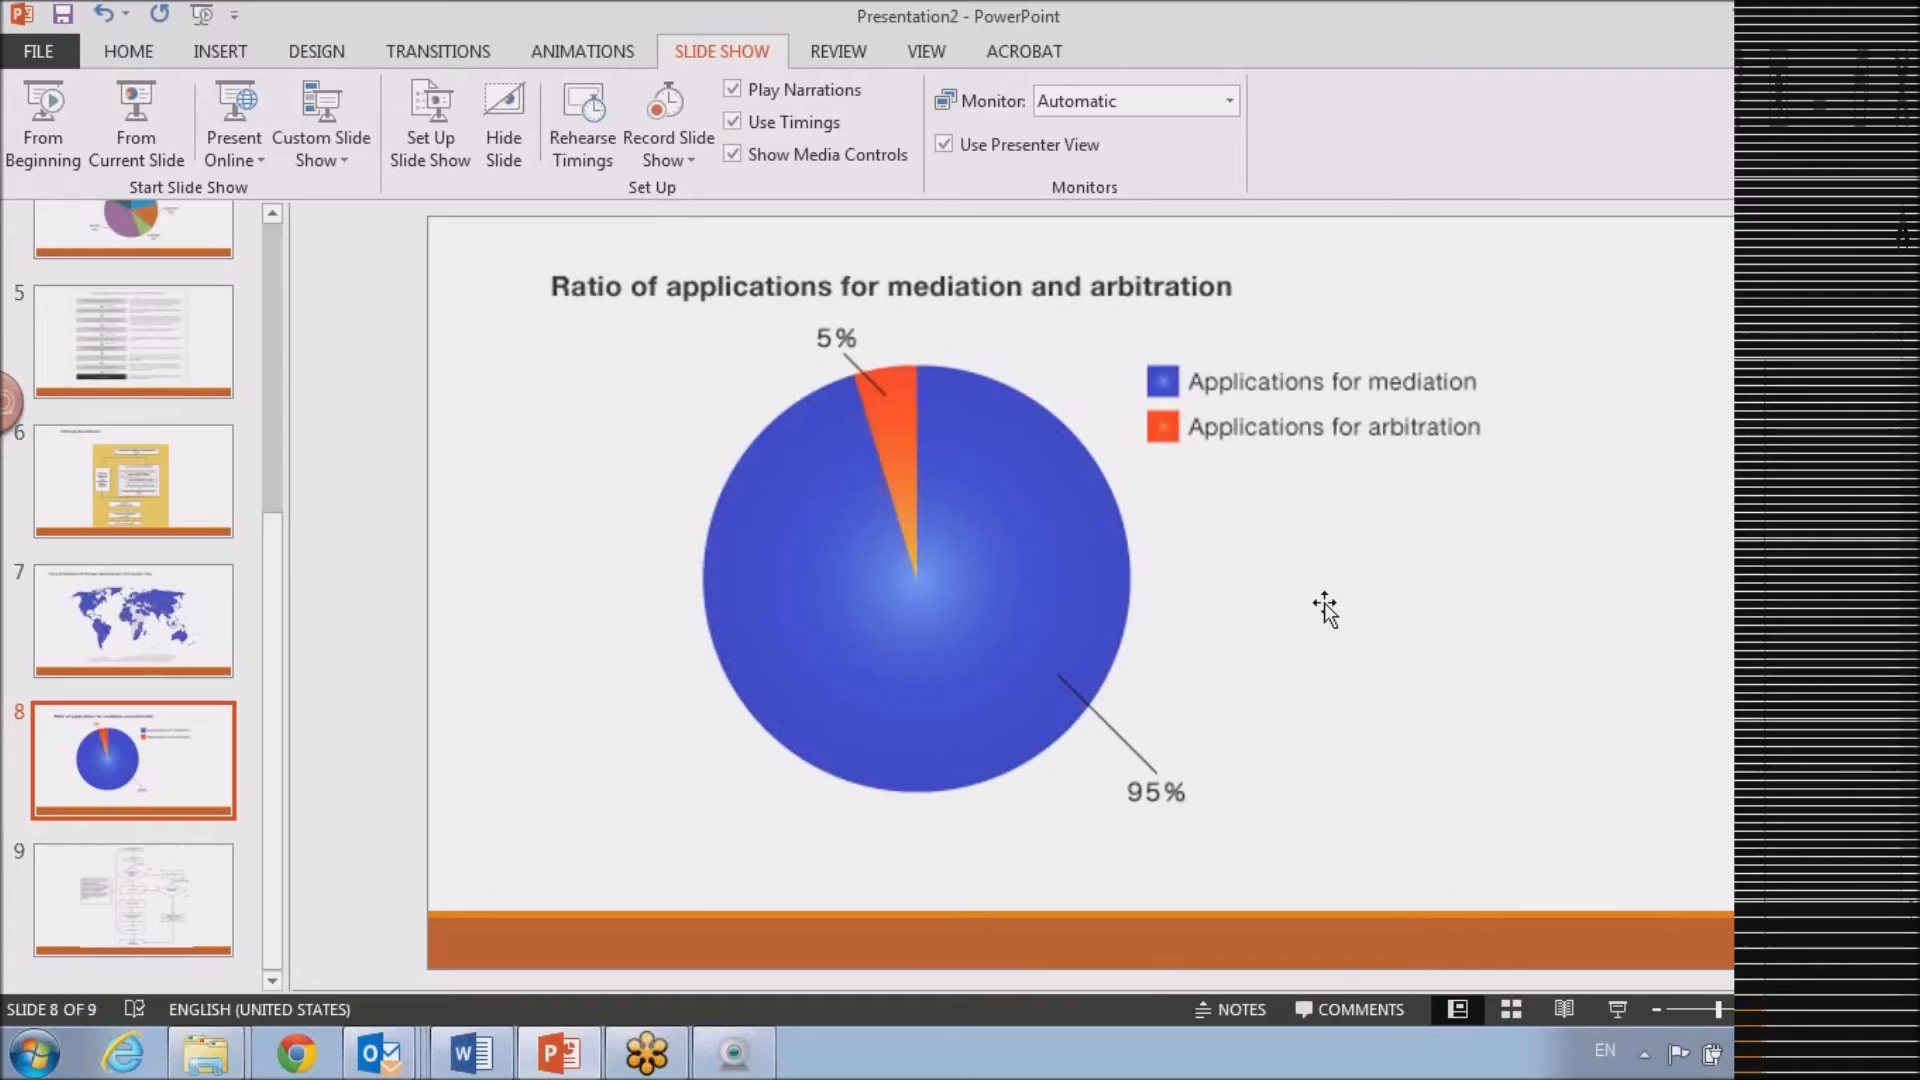 Presentation2 - PowerPoint
FILE HOME INSERT DESIGN TRANSITIONS ANIMATIONS SLIDE SHOW REVIEW VIEW ACROBAT
From Beginning
From Current Slide
Present Online
Custom Slide Show
Set Up Slide Show
Hide Slide
Rehearse Timings
Record Slide Show
Play Narrations
Use Timings
Show Media Controls
Monitor: Automatic
Use Presenter View
Start Slide Show
Set Up
Monitors
5
6
7
8
9
Ratio of applications for mediation and arbitration
5%
Applications for mediation
Applications for arbitration
95%
SLIDE 8 OF 9 ENGLISH (UNITED STATES) NOTES COMMENTS
EN